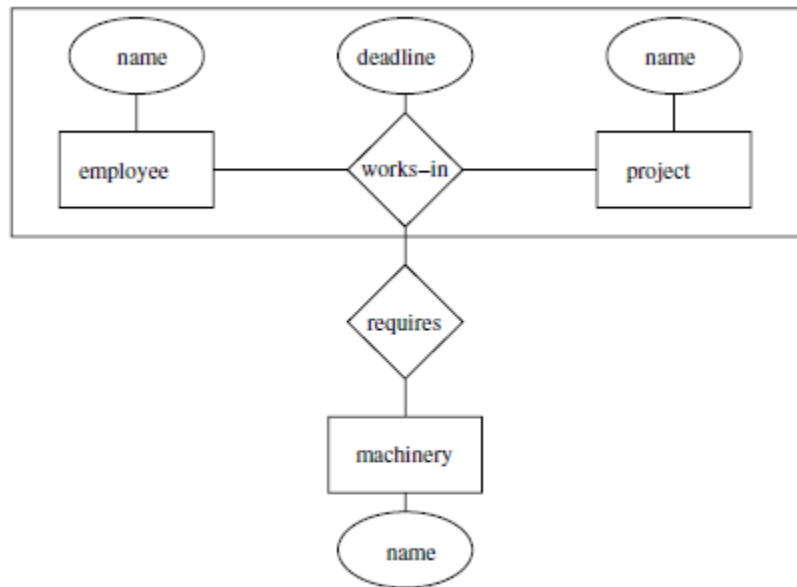 name
deadline
name
employee
works-in
project
requires
machinery
name